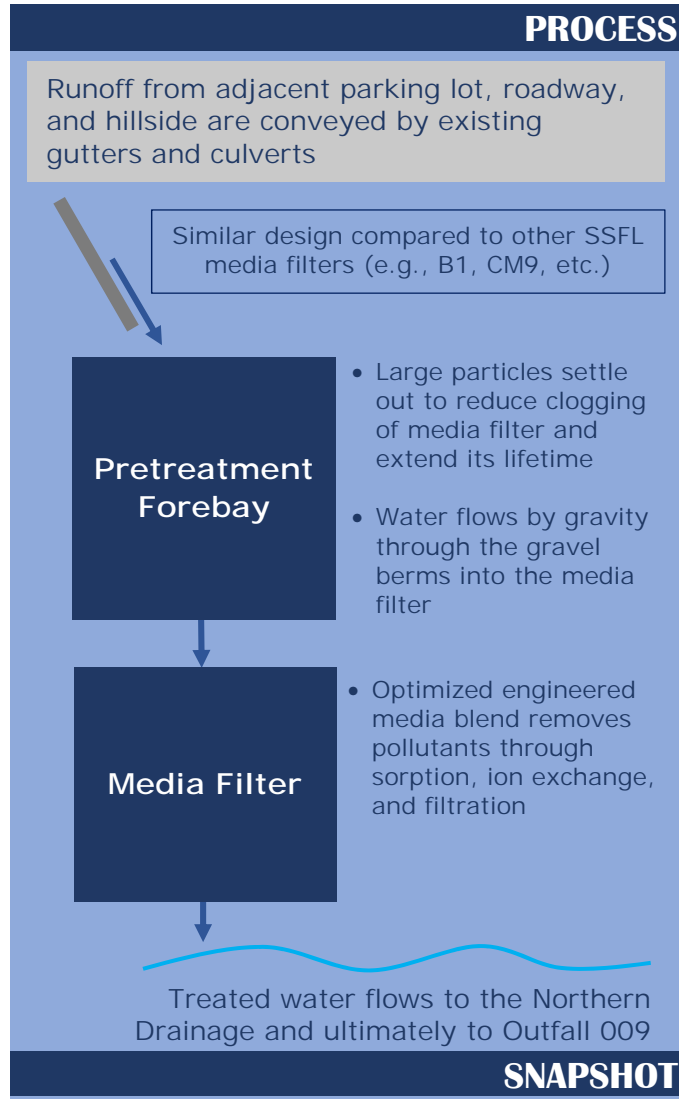 PROCESS
Runoff from adjacent parking lot, roadway,
and hillside are conveyed by existing
gutters and culverts
Similar design compared to other SSFL
media filters (e.g., B1, CM9, etc.)
Pretreatment
Forebay
• Large particles settle
out to reduce clogging
of media filter and
extend its lifetime
• Water flows by gravity
through the gravel
berms into the media
filter
Media Filter
• Optimized engineered
media blend removes
pollutants through
sorption, ion exchange,
and filtration
Treated water flows to the Northern
Drainage and ultimately to Outfall 009
SNAPSHOT